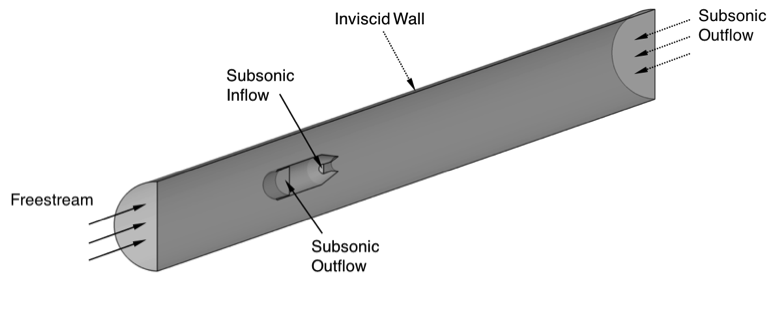 Inviscid Wall
Subsonic
Outflow
Subsonic
Inflow
Freestream
Subsonic
Outflow